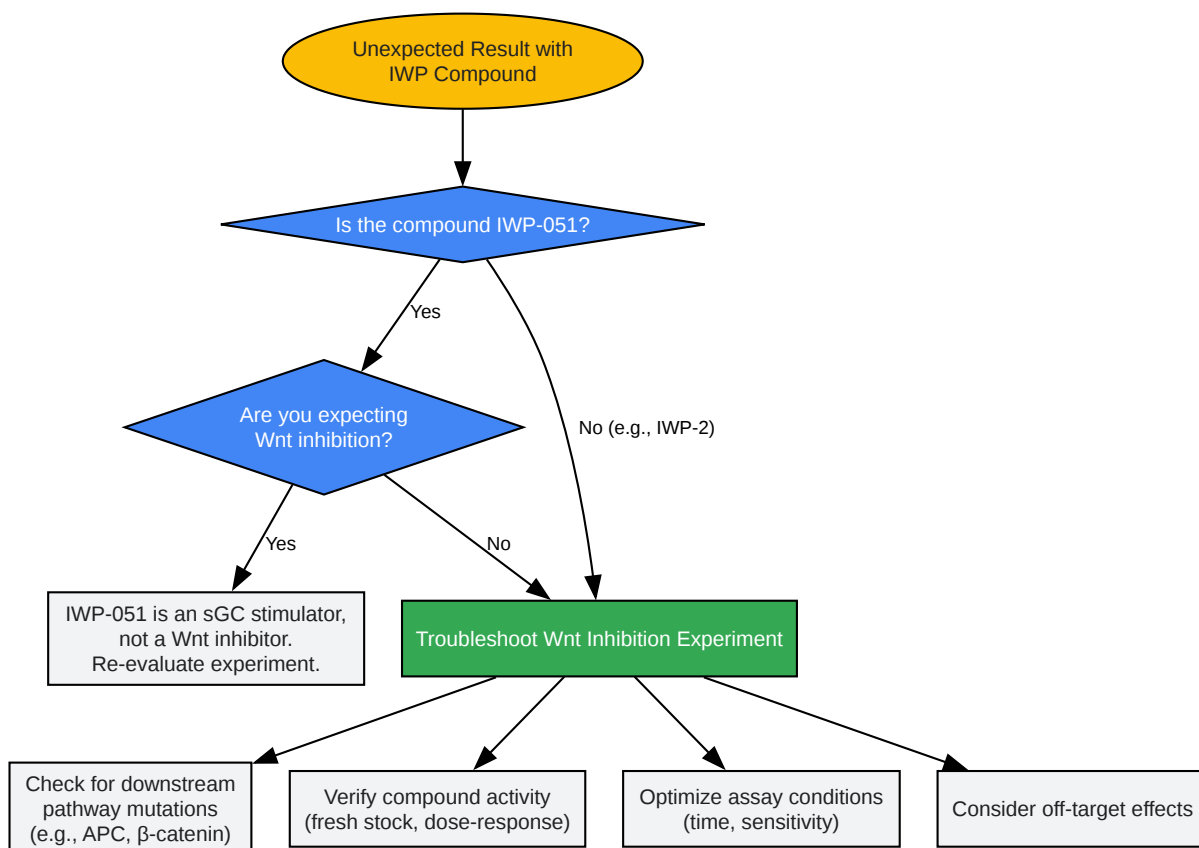 Unexpected Result with
IWP Compound
Is the compound IWP-051?
Yes
Are you expecting
Wnt inhibition?
No (e.g., IWP-2)
Yes
No
IWP-051 is an sGC stimulator,
not a Wnt inhibitor.
Re-evaluate experiment.
Troubleshoot Wnt Inhibition Experiment
Check for downstream
pathway mutations
(e.g., APC, β-catenin)
Verify compound activity
(fresh stock, dose-response)
Optimize assay conditions
(time, sensitivity)
Consider off-target effects